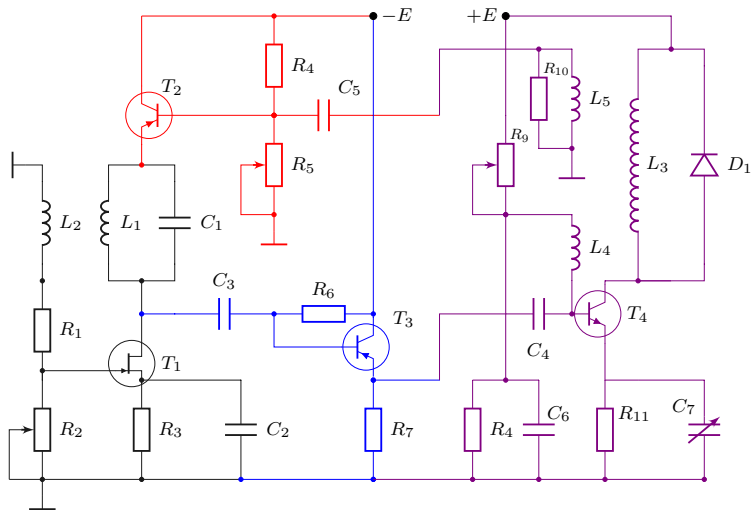 −E +E
R₄ R₁₀
T₂ C₅ L₅
R₉
R₅ L₃ D₁
L₂ L₁ C₁
L₄
C₃ R₆
R₁ T₃ T₄
T₁ C₄
R₂ R₃ C₂ R₇ R₄ C₆ R₁₁ C₇